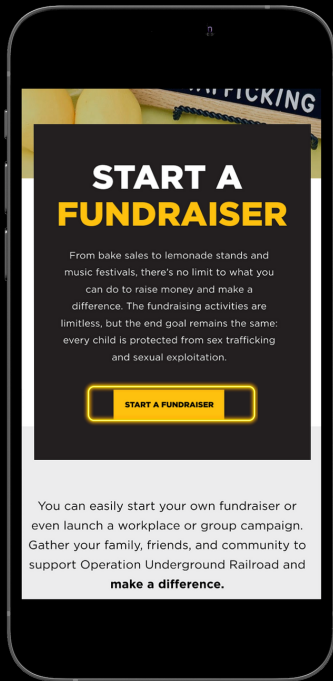 TRAFFICKING
START A
FUNDRAISER
From bake sales to lemonade stands and
music festivals, there's no limit to what you
can do to raise money and make a
difference. The fundraising activities are
limitless, but the end goal remains the same:
every child is protected from sex trafficking
and sexual exploitation.
START A FUNDRAISER
You can easily start your own fundraiser or
even launch a workplace or group campaign.
Gather your family, friends, and community to
support Operation Underground Railroad and
make a difference.